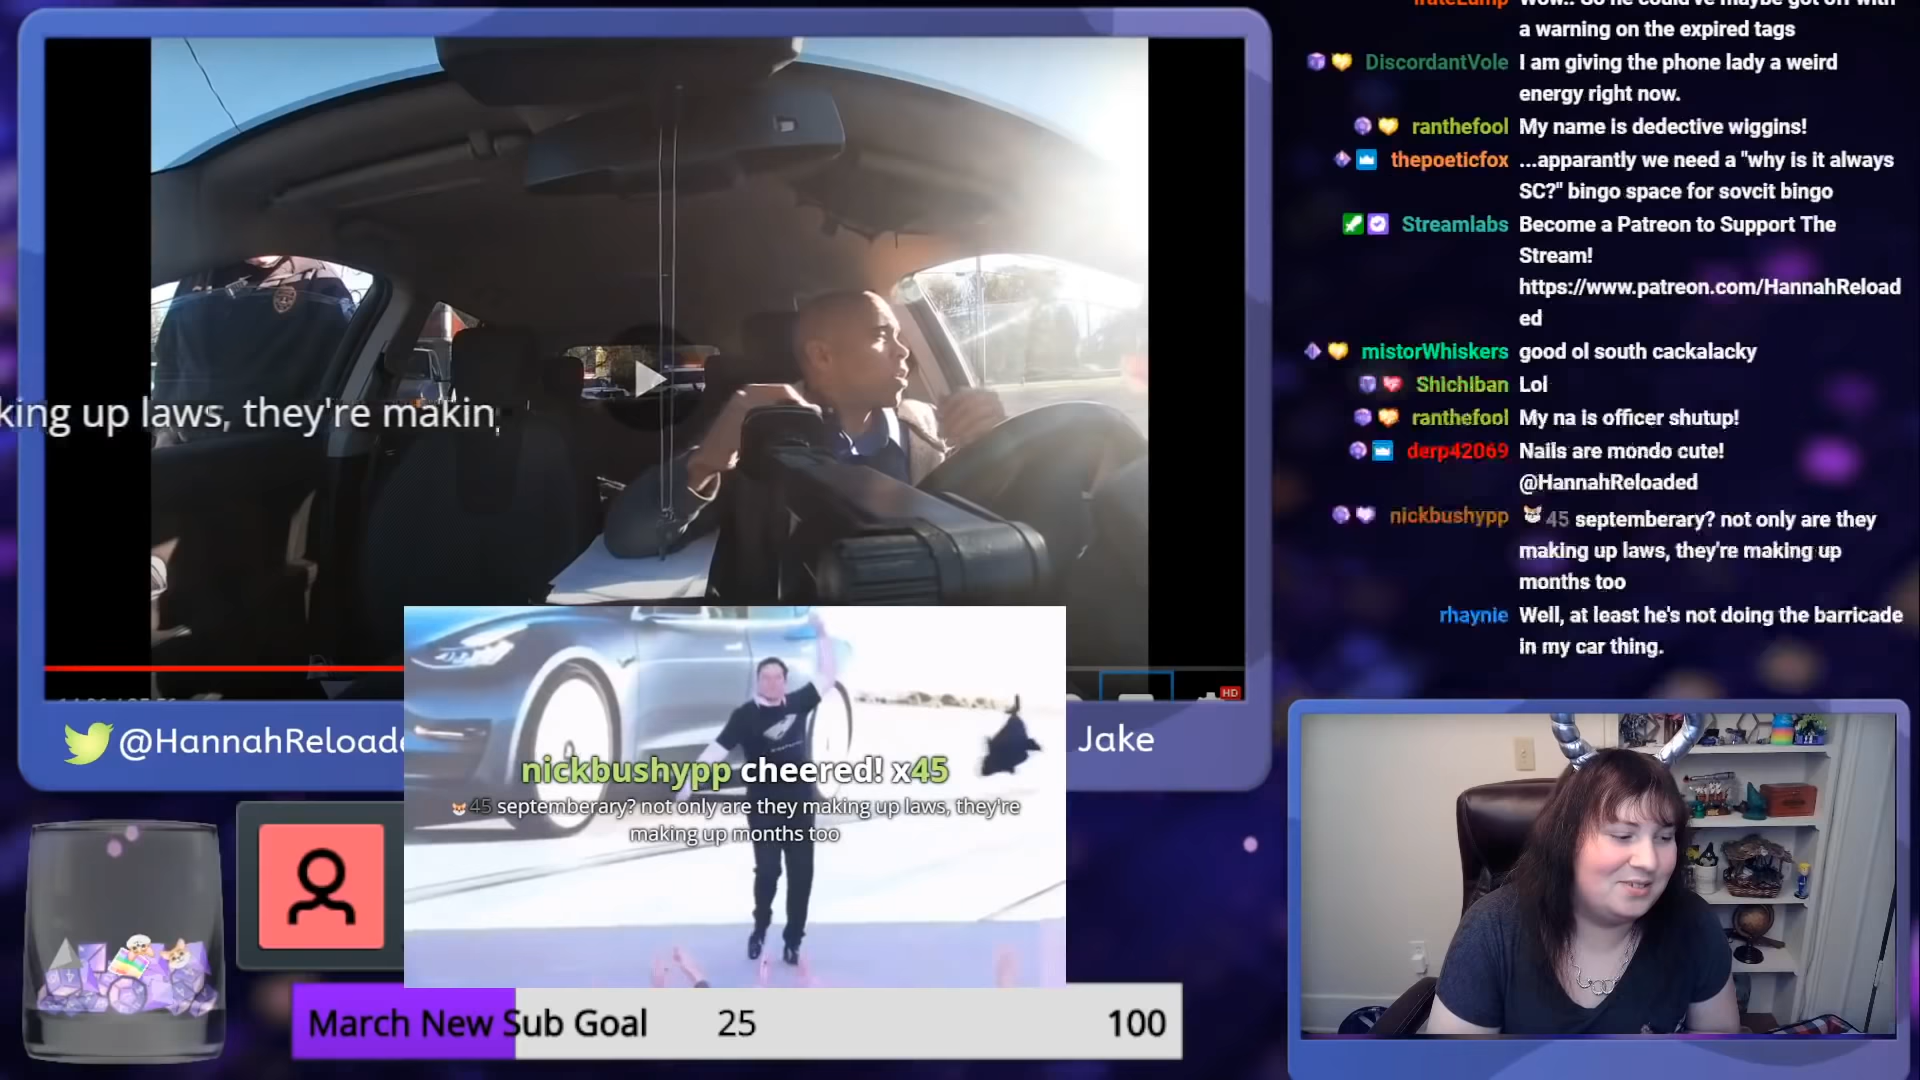 a warning on the expired tags
DiscordantVole I am giving the phone lady a weird
energy right now.
ranthefool My name is dedective wiggins!
thepoeticfox ...apparantly we need a "why is it always
SC?" bingo space for sovcit bingo
Streamlabs Become a Patreon to Support The
Stream!
https://www.patreon.com/HannahReload
ed
mistorWhiskers good ol south cackalacky
Shichiban Lol
ranthefool My na is officer shutup!
derp42069 Nails are mondo cute!
@HannahReloaded
nickbushypp 45 septemberary? not only are they
making up laws, they're making up
months too
rhaynie Well, at least he's not doing the barricade
in my car thing.
king up laws, they're makin
HD
@HannahReloade
Jake
nickbushypp cheered! x45
45 septemberary? not only are they making up laws, they're
making up months too
March New Sub Goal 25 100